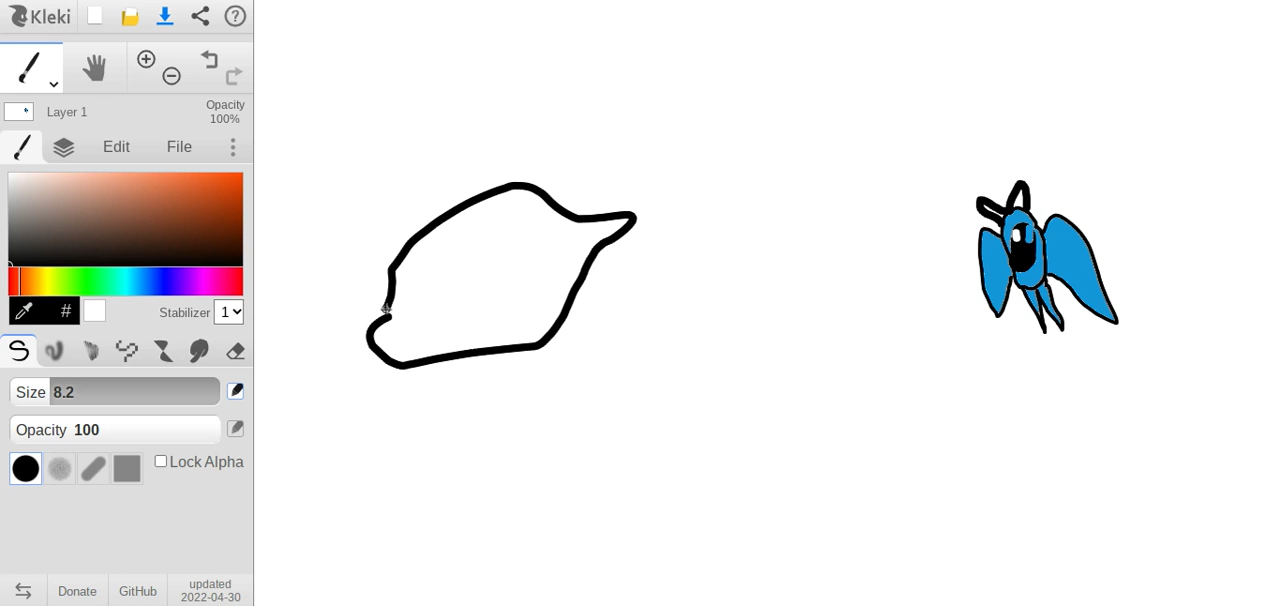 Kleki
Layer 1
Opacity
100%
Edit
File
#
Stabilizer 1
Size 8.2
Opacity 100
Lock Alpha
Donate
GitHub
updated
2022-04-30